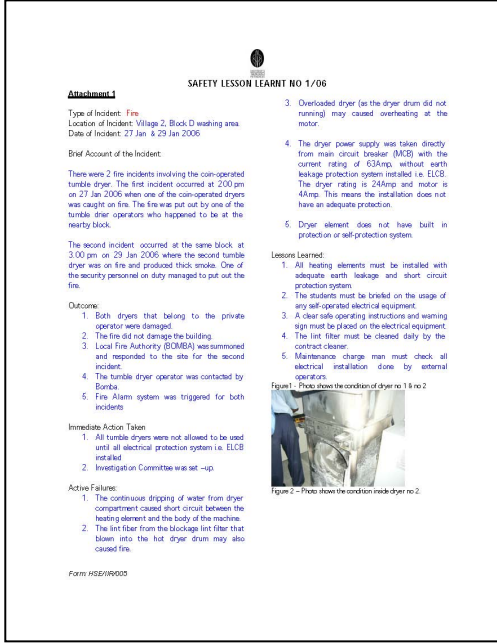 SAFETY LESSON LEARNT NO 1/06
Attachment 1
Type of Incident: Fire
Location of Incident: Village 2, Block D washing area.
Date of Incident: 27 Jan & 29 Jan 2006
Brief Account of the Incident:
There were 2 fire incidents involving the coin-operated
tumble dryer. The first incident occurred at 2.00 pm
on 27 Jan 2006 when one of the coin-operated dryers
was caught on fire. The fire was put out by one of the
tumble drier operators who happened to be at the
nearby block.
The second incident occurred at the same block at
3.00 pm on 29 Jan 2006 where the second tumble
dryer was on fire and produced thick smoke. One of
the security personnel on duty managed to put out the
fire.
Outcome:
1. Both dryers that belong to the private
operator were damaged.
2. The fire did not damage the building.
3. Local Fire Authority (BOMBA) was summoned
and responded to the site for the second
incident.
4. The tumble dryer operator was contacted by
Bomba.
5. Fire Alarm system was triggered for both
incidents
Immediate Action Taken
1. All tumble dryers were not allowed to be used
until all electrical protection system i.e. ELCB
installed
2. Investigation Committee was set –up.
Active Failures:
1. The continuous dripping of water from dryer
compartment caused short circuit between the
heating element and the body of the machine.
2. The lint fiber from the blockage lint filter that
blown into the hot dryer drum may also
caused fire.
3. Overloaded dryer (as the dryer drum did not
running) may caused overheating at the
motor.
4. The dryer power supply was taken directly
from main circuit breaker (MCB) with the
current rating of 63Amp, without earth
leakage protection system installed i.e. ELCB.
The dryer rating is 24Amp and motor is
4Amp. This means the installation does not
have an adequate protection.
5. Dryer element does not have built in
protection or self-protection system.
Lessons Learned:
1. All heating elements must be installed with
adequate earth leakage and short circuit
protection system.
2. The students must be briefed on the usage of
any self-operated electrical equipment.
3. A clear safe operating instructions and warning
sign must be placed on the electrical equipment.
4. The lint filter must be cleaned daily by the
contract cleaner.
5. Maintenance charge man must check all
electrical installation done by external
operators.
Figure1 - Photo shows the condition of dryer no 1 & no 2
Figure 2 – Photo shows the condition inside dryer no 2.
Form: HSE/IIR/005